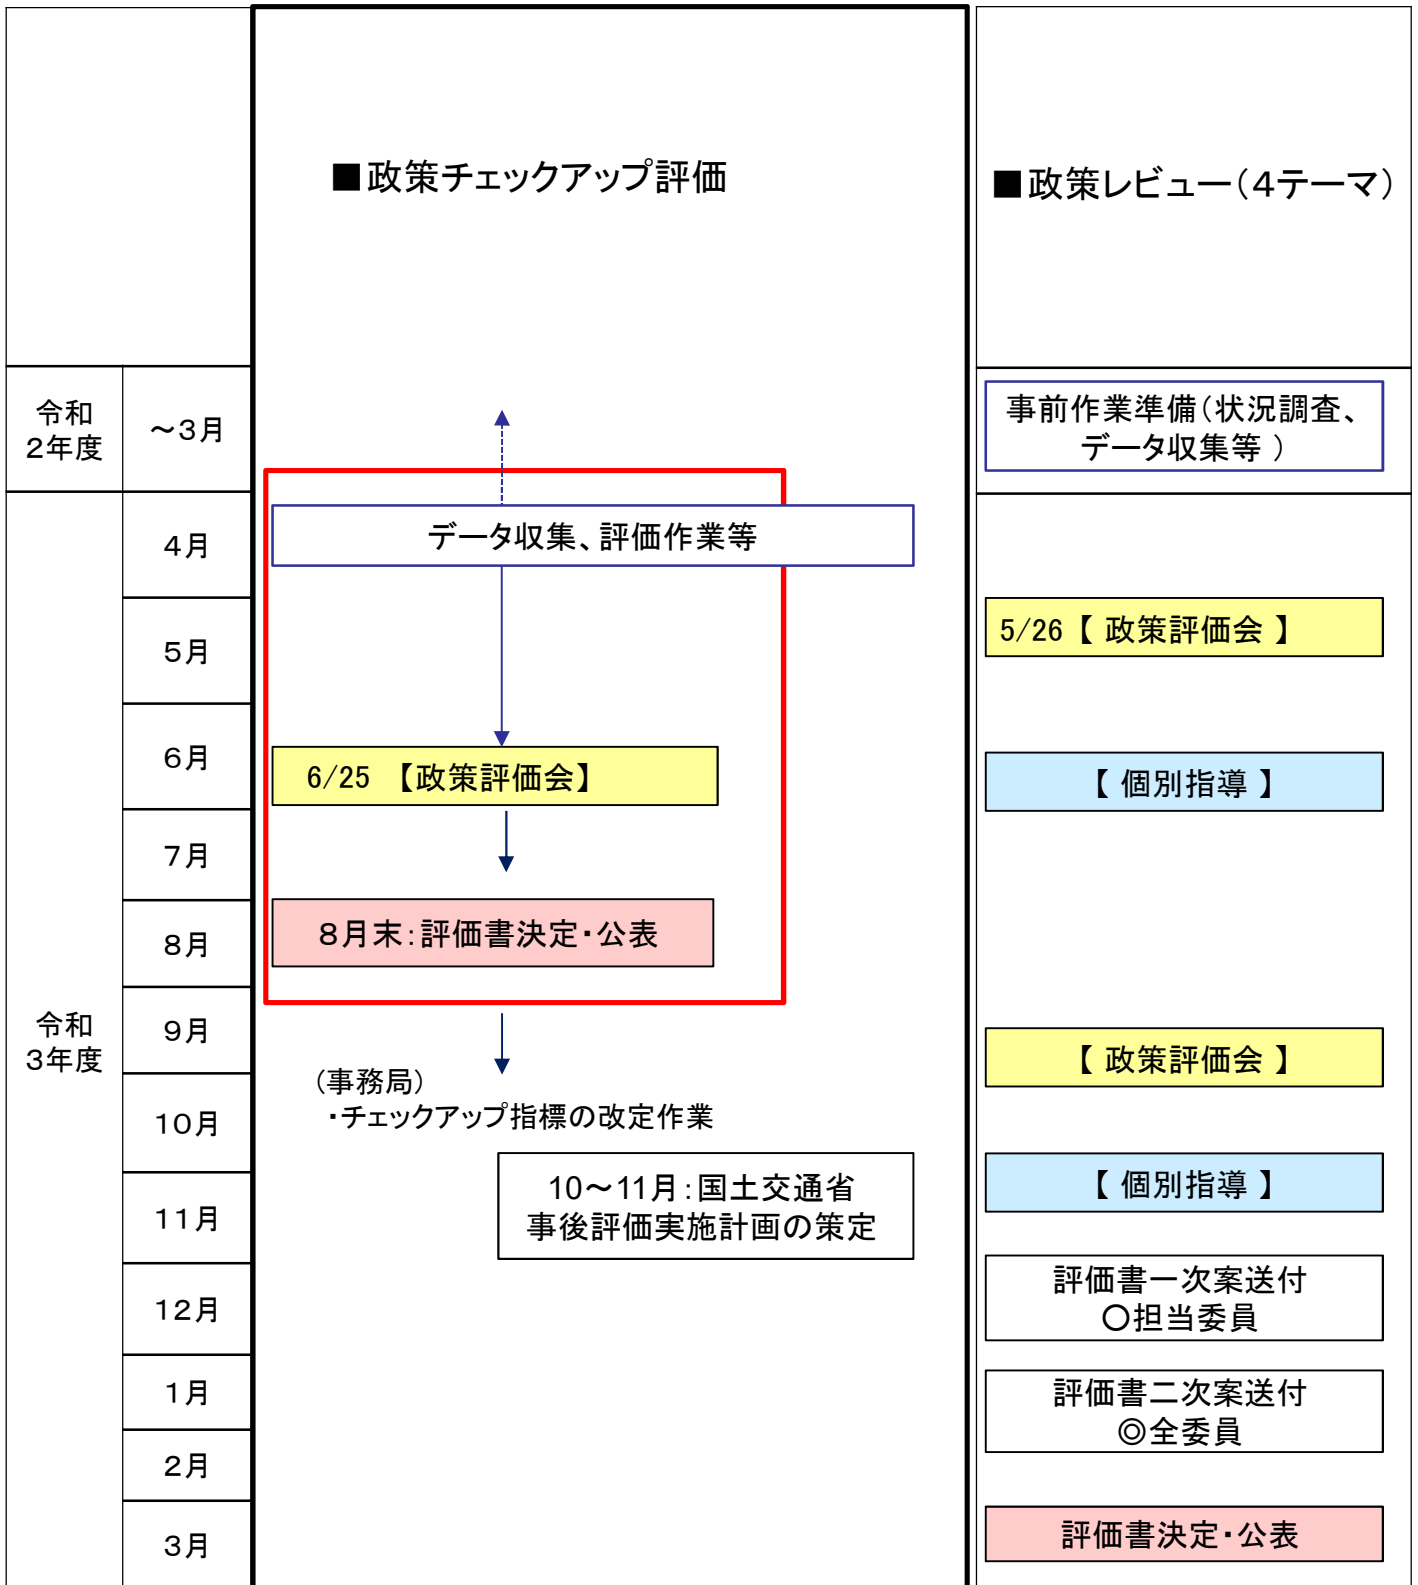 ■政策チェックアップ評価
■政策レビュー(4テーマ)
令和
2年度
～3月
事前作業準備(状況調査、
データ収集等 )
令和
3年度
4月
データ収集、評価作業等
5月
5/26【 政策評価会 】
6月
6/25 【政策評価会】
【 個別指導 】
7月
8月
8月末:評価書決定・公表
9月
【 政策評価会 】
(事務局)
・チェックアップ指標の改定作業
10月
10～11月:国土交通省
事後評価実施計画の策定
【 個別指導 】
11月
12月
評価書一次案送付
○担当委員
1月
評価書二次案送付
◎全委員
2月
3月
評価書決定・公表